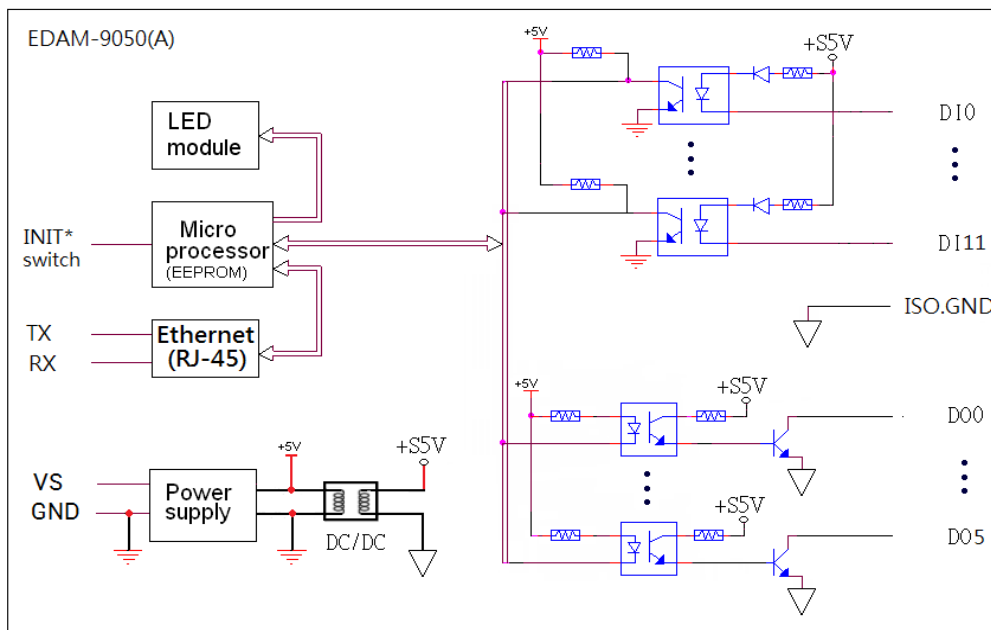 EDAM-9050(A)
LED
module
INIT*
switch
Micro
processor
(EEPROM)
TX
RX
Ethernet
(RJ-45)
VS
GND
Power
supply
+5V
+S5V
DC/DC
+5V
+S5V
DI0
DI11
ISO.GND
+5V
+S5V
DO0
+S5V
DO5